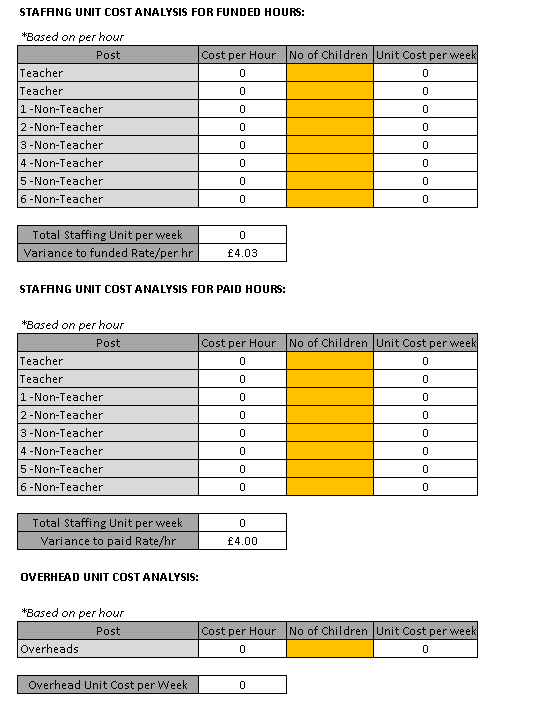 STAFFING UNIT COST ANALYSIS FOR FUNDED HOURS:
*Based on per hour
Post Cost per Hour No of Children Unit Cost per week
Teacher 0 0
Teacher 0 0
1 -Non-Teacher 0 0
2 -Non-Teacher 0 0
3 -Non-Teacher 0 0
4 -Non-Teacher 0 0
5 -Non-Teacher 0 0
6 -Non-Teacher 0 0
Total Staffing Unit per week 0
Variance to funded Rate/per hr £4.03
STAFFING UNIT COST ANALYSIS FOR PAID HOURS:
*Based on per hour
Post Cost per Hour No of Children Unit Cost per week
Teacher 0 0
Teacher 0 0
1 -Non-Teacher 0 0
2 -Non-Teacher 0 0
3 -Non-Teacher 0 0
4 -Non-Teacher 0 0
5 -Non-Teacher 0 0
6 -Non-Teacher 0 0
Total Staffing Unit per week 0
Variance to paid Rate/hr £4.00
OVERHEAD UNIT COST ANALYSIS:
*Based on per hour
Post Cost per Hour No of Children Unit Cost per week
Overheads 0 0
Overhead Unit Cost per Week 0